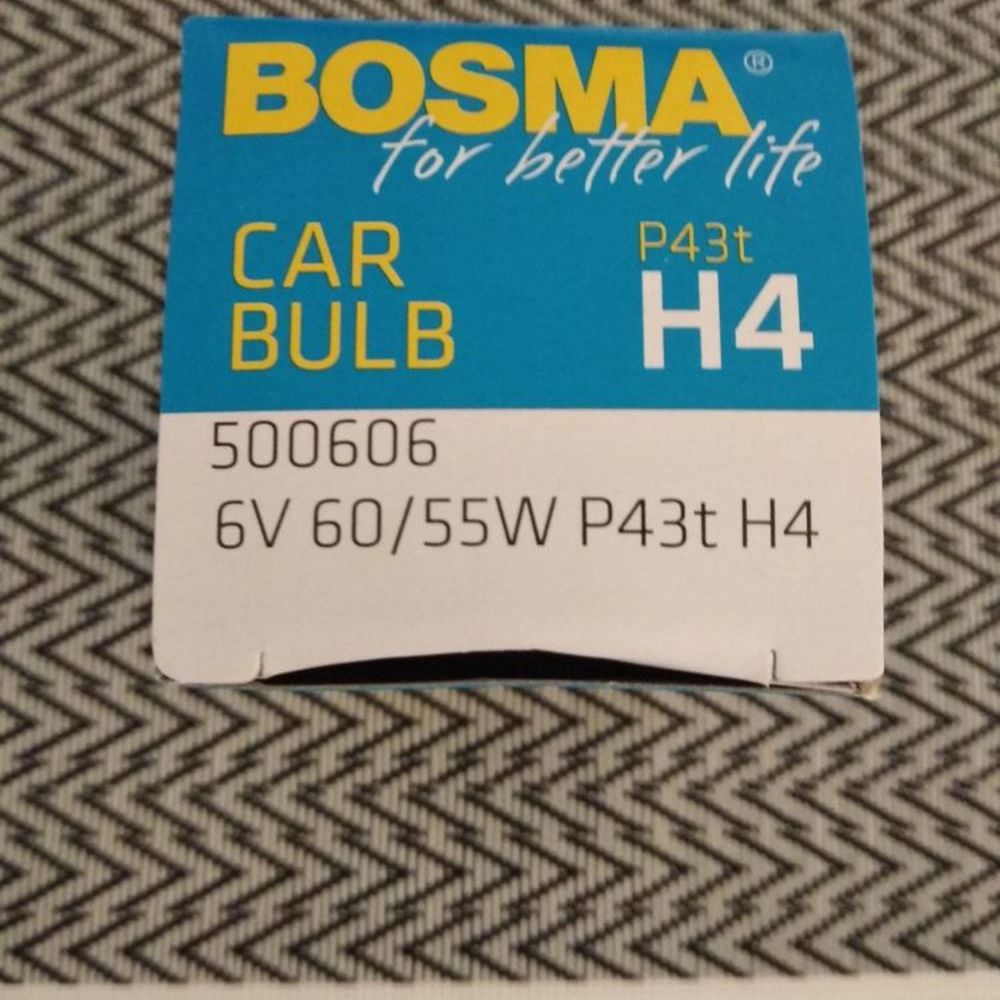 BOSMA®
for better life
CAR
BULB
P43t
H4
500606
6V 60/55W P43t H4